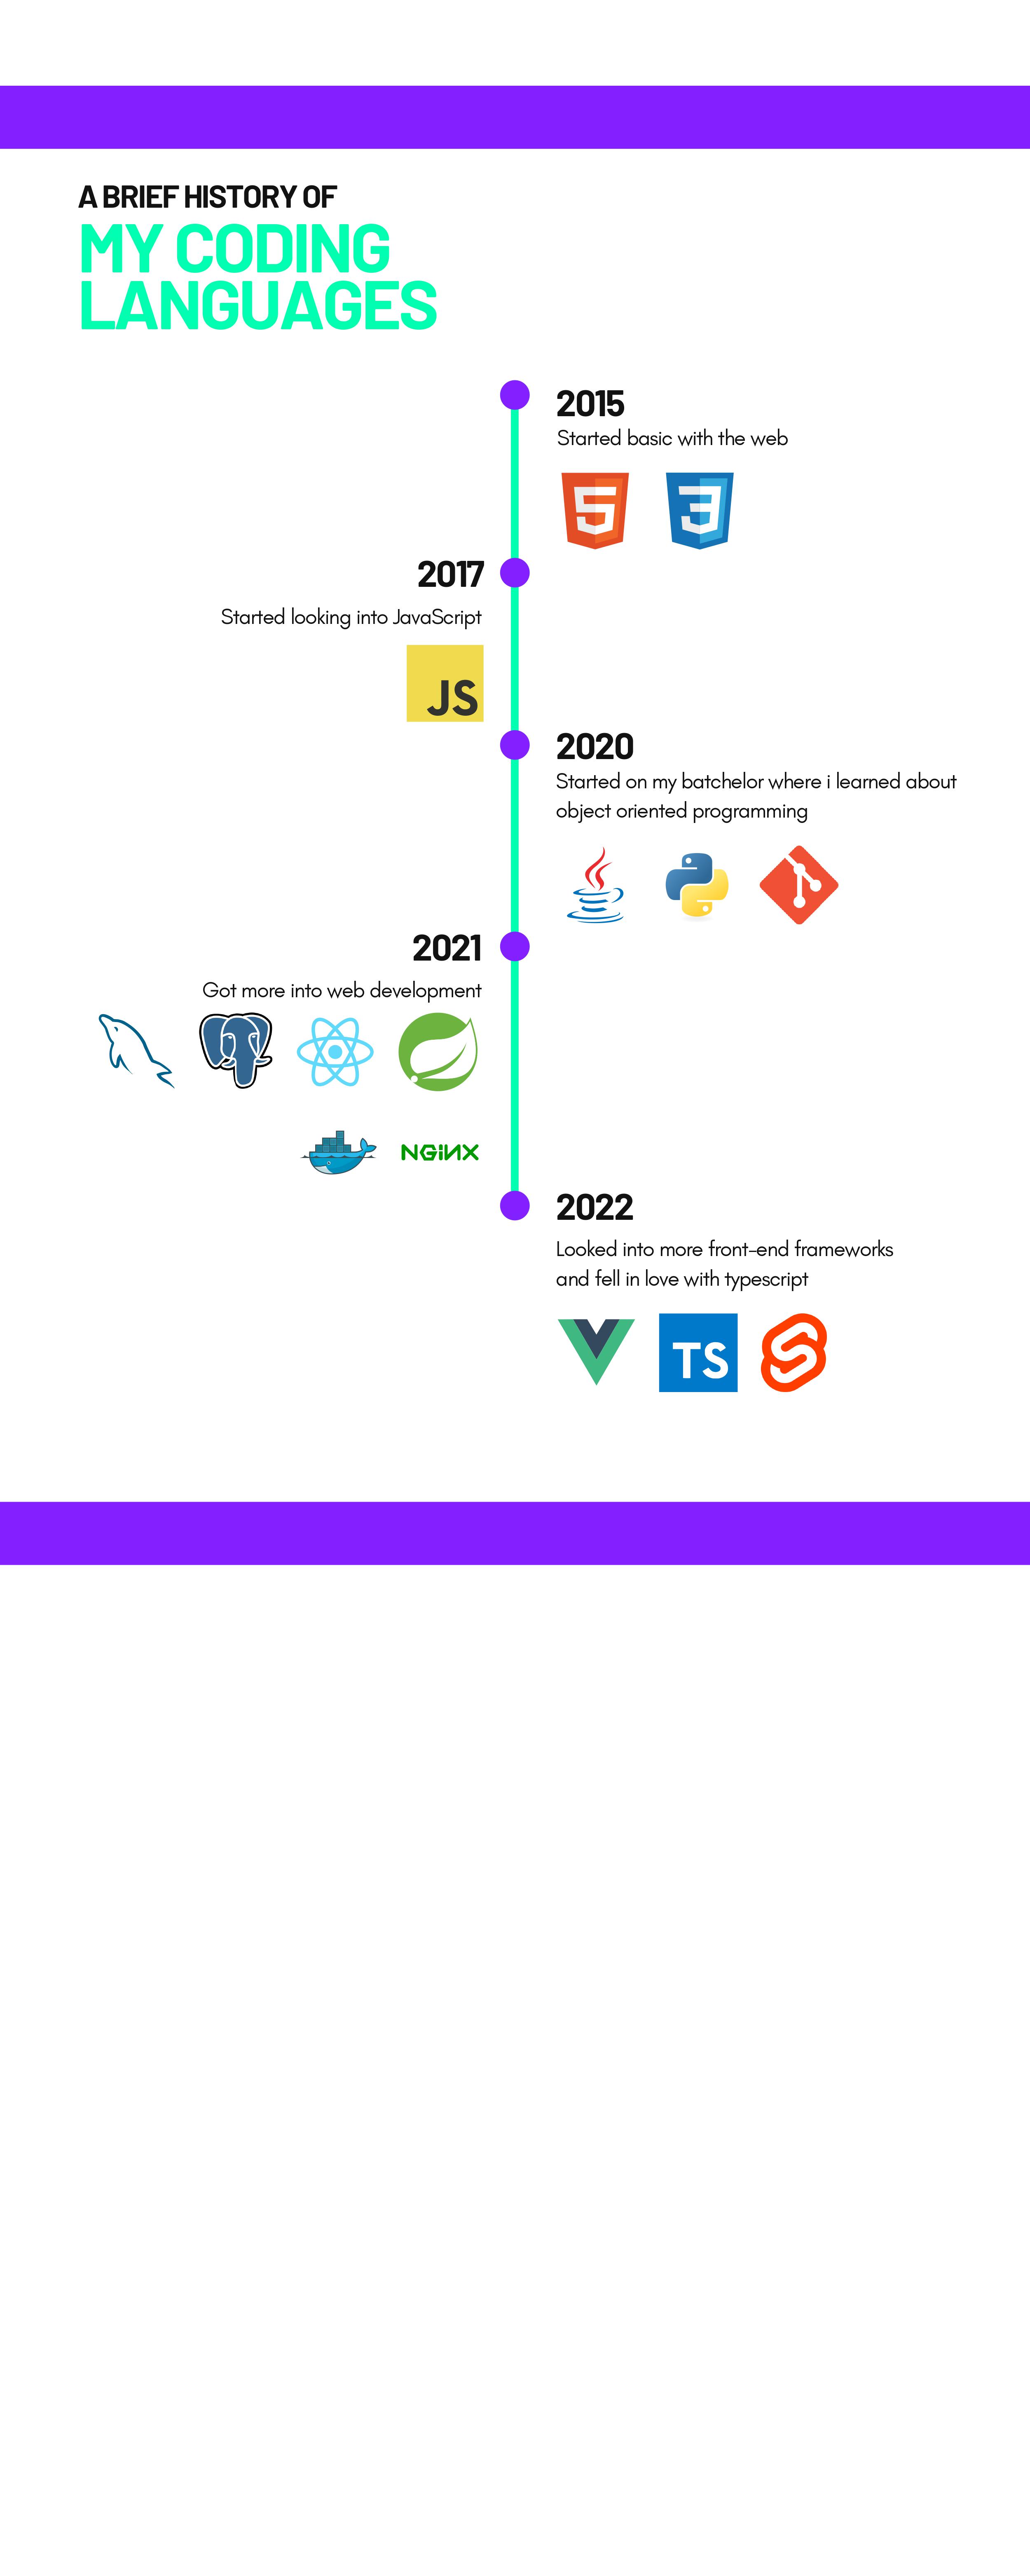 A BRIEF HISTORY OF
MY CODING
LANGUAGES
2015
Started basic with the web
5
3
2017
Started looking into JavaScript
JS
2020
Started on my batchelor where i learned about
object oriented programming
2021
Got more into web development
NGiNX
2022
Looked into more front-end frameworks
and fell in love with typescript
TS